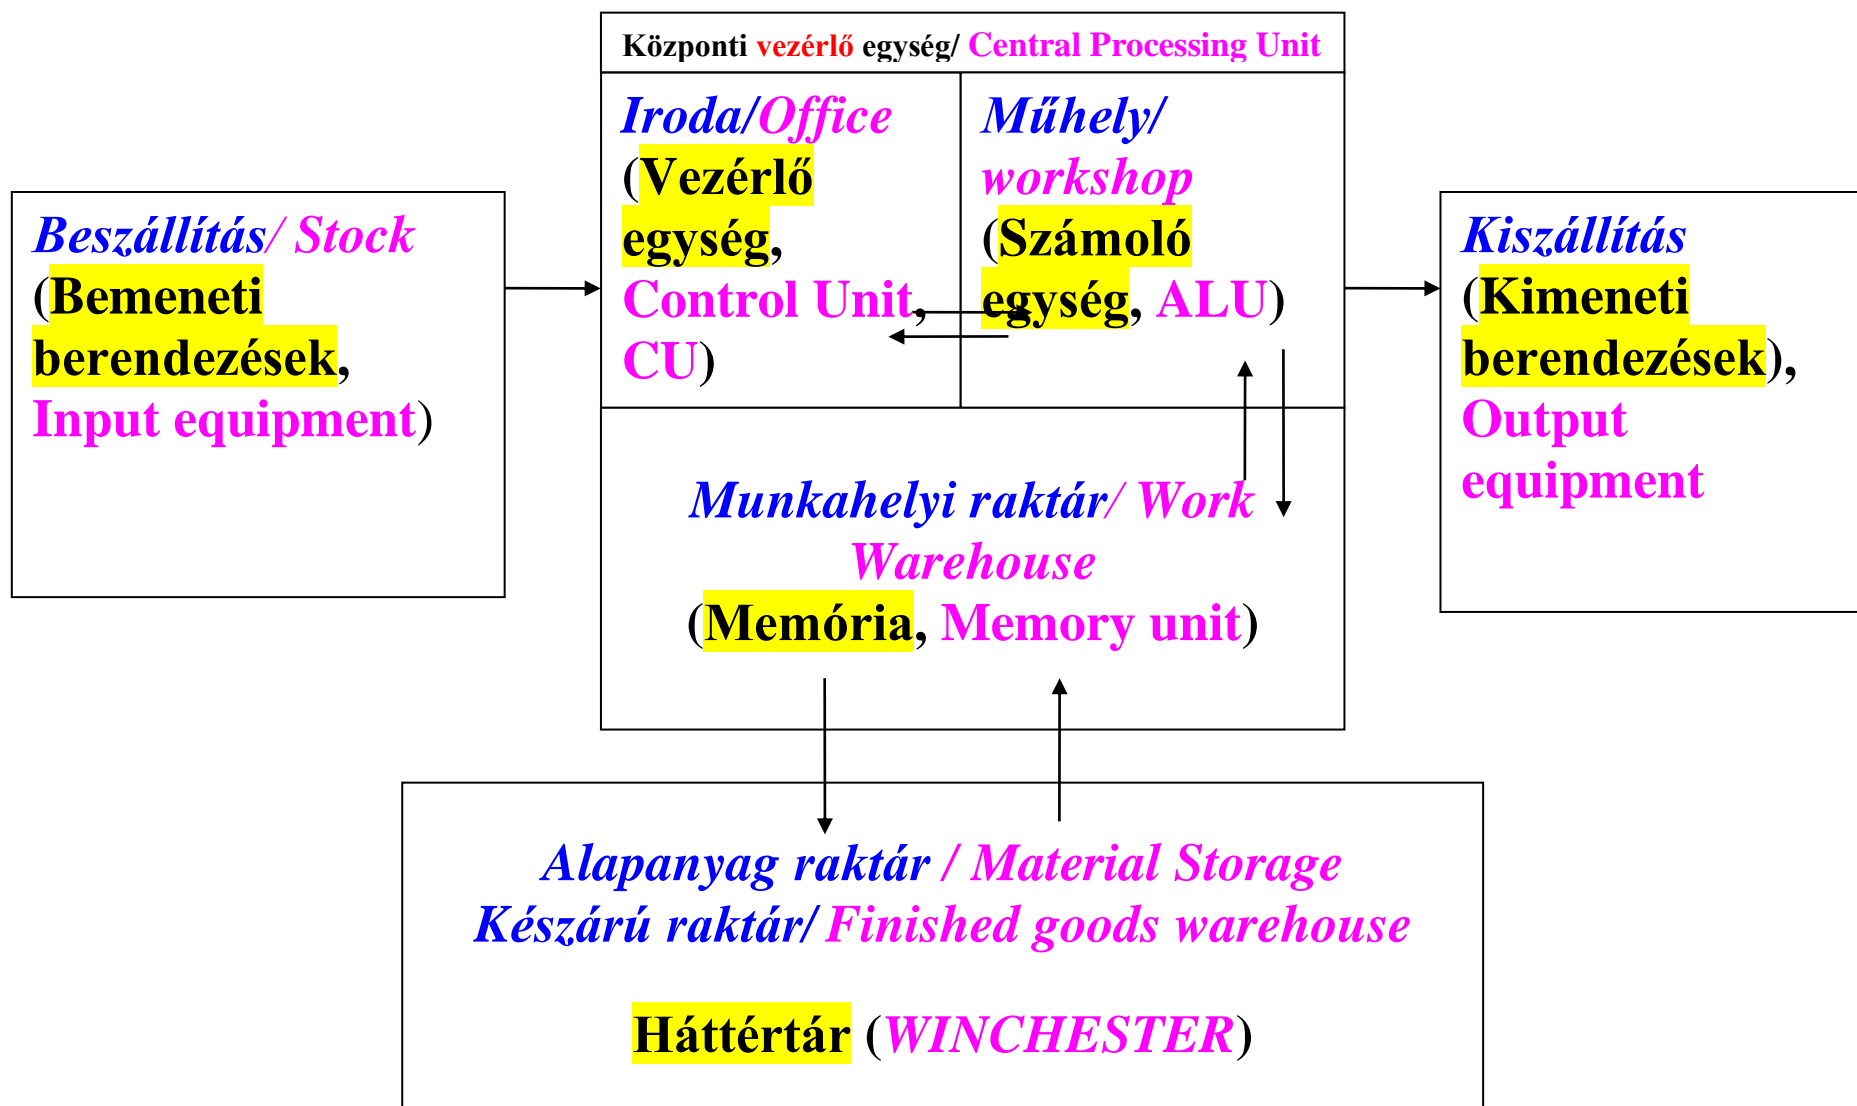 Központi vezérlő egység/ Central Processing Unit
Iroda/Office
(Vezérlő
egység,
Control Unit,
CU)
Műhely/
workshop
(Számoló
egység, ALU)
Beszállítás/ Stock
(Bemeneti
berendezések,
Input equipment)
Kiszállítás
(Kimeneti
berendezések),
Output
equipment
Munkahelyi raktár/ Work
Warehouse
(Memória, Memory unit)
Alapanyag raktár / Material Storage
Készárú raktár/ Finished goods warehouse
Háttértár (WINCHESTER)